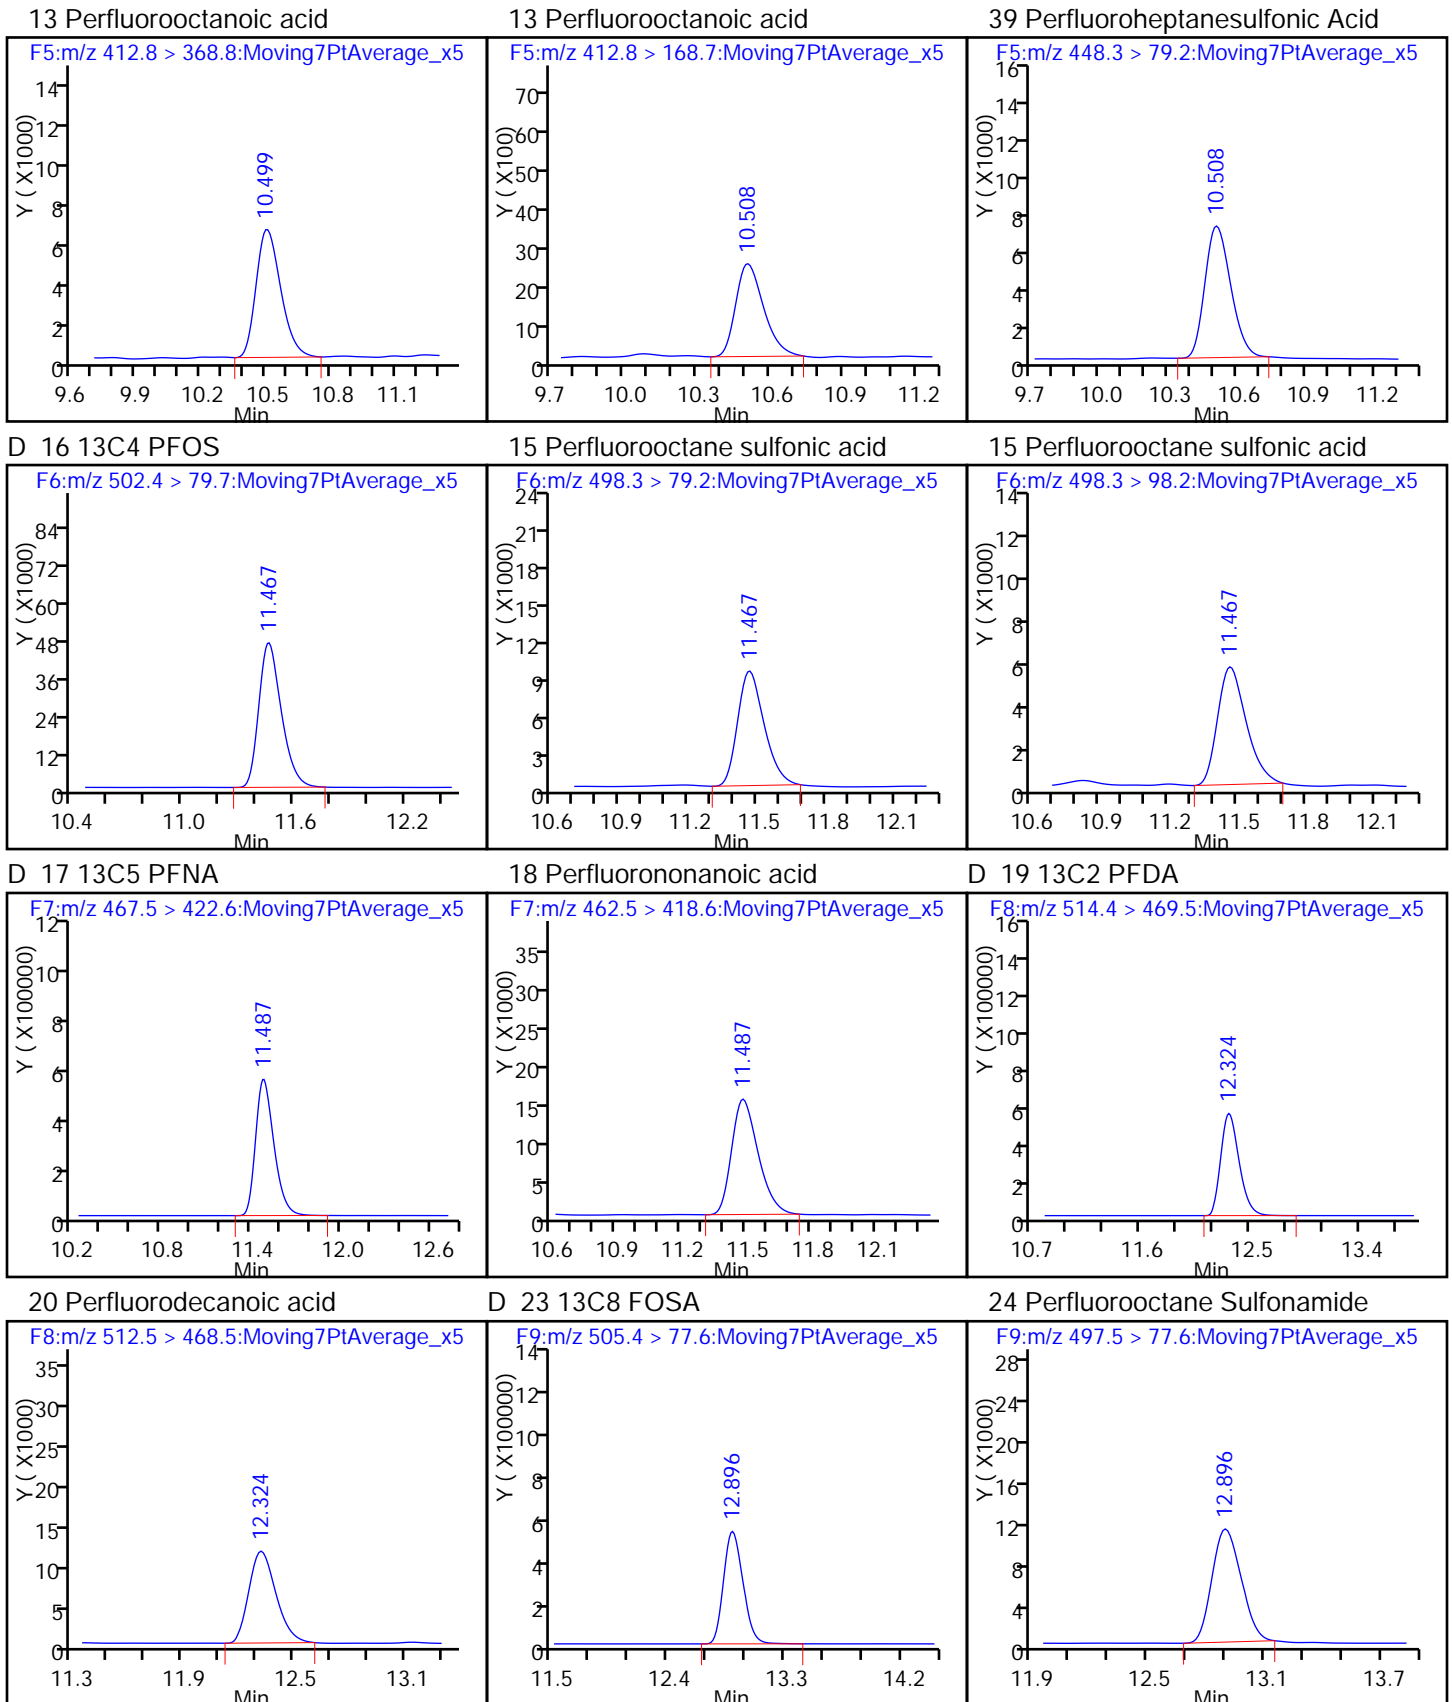 13 Perfluorooctanoic acid
F5:m/z 412.8 > 368.8:Moving7PtAverage_x5
Y ( X1000)
14
12
10
8
6
4
2
0
10.499
9.6 9.9 10.2 10.5 10.8 11.1
Min
13 Perfluorooctanoic acid
F5:m/z 412.8 > 168.7:Moving7PtAverage_x5
Y ( X100)
70
60
50
40
30
20
10
0
10.508
9.7 10.0 10.3 10.6 10.9 11.2
Min
39 Perfluoroheptanesulfonic Acid
F5:m/z 448.3 > 79.2:Moving7PtAverage_x5
Y ( X1000)
16
14
12
10
8
6
4
2
0
10.508
9.7 10.0 10.3 10.6 10.9 11.2
Min
D 16 13C4 PFOS
F6:m/z 502.4 > 79.7:Moving7PtAverage_x5
Y ( X1000)
84
72
60
48
36
24
12
0
11.467
10.4 11.0 11.6 12.2
Min
15 Perfluorooctane sulfonic acid
F6:m/z 498.3 > 79.2:Moving7PtAverage_x5
Y ( X1000)
24
21
18
15
12
9
6
3
0
11.467
10.6 10.9 11.2 11.5 11.8 12.1
Min
15 Perfluorooctane sulfonic acid
F6:m/z 498.3 > 98.2:Moving7PtAverage_x5
Y ( X1000)
14
12
10
8
6
4
2
0
11.467
10.6 10.9 11.2 11.5 11.8 12.1
Min
D 17 13C5 PFNA
F7:m/z 467.5 > 422.6:Moving7PtAverage_x5
Y ( X100000)
12
10
8
6
4
2
0
11.487
10.2 10.8 11.4 12.0 12.6
Min
18 Perfluorononanoic acid
F7:m/z 462.5 > 418.6:Moving7PtAverage_x5
Y ( X1000)
35
30
25
20
15
10
5
0
11.487
10.6 10.9 11.2 11.5 11.8 12.1
Min
D 19 13C2 PFDA
F8:m/z 514.4 > 469.5:Moving7PtAverage_x5
Y ( X100000)
16
14
12
10
8
6
4
2
0
12.324
10.7 11.6 12.5 13.4
Min
20 Perfluorodecanoic acid
F8:m/z 512.5 > 468.5:Moving7PtAverage_x5
Y ( X1000)
35
30
25
20
15
10
5
0
12.324
11.3 11.9 12.5 13.1
Min
D 23 13C8 FOSA
F9:m/z 505.4 > 77.6:Moving7PtAverage_x5
Y ( X100000)
14
12
10
8
6
4
2
0
12.896
11.5 12.4 13.3 14.2
Min
24 Perfluorooctane Sulfonamide
F9:m/z 497.5 > 77.6:Moving7PtAverage_x5
Y ( X1000)
28
24
20
16
12
8
4
0
12.896
11.9 12.5 13.1 13.7
Min